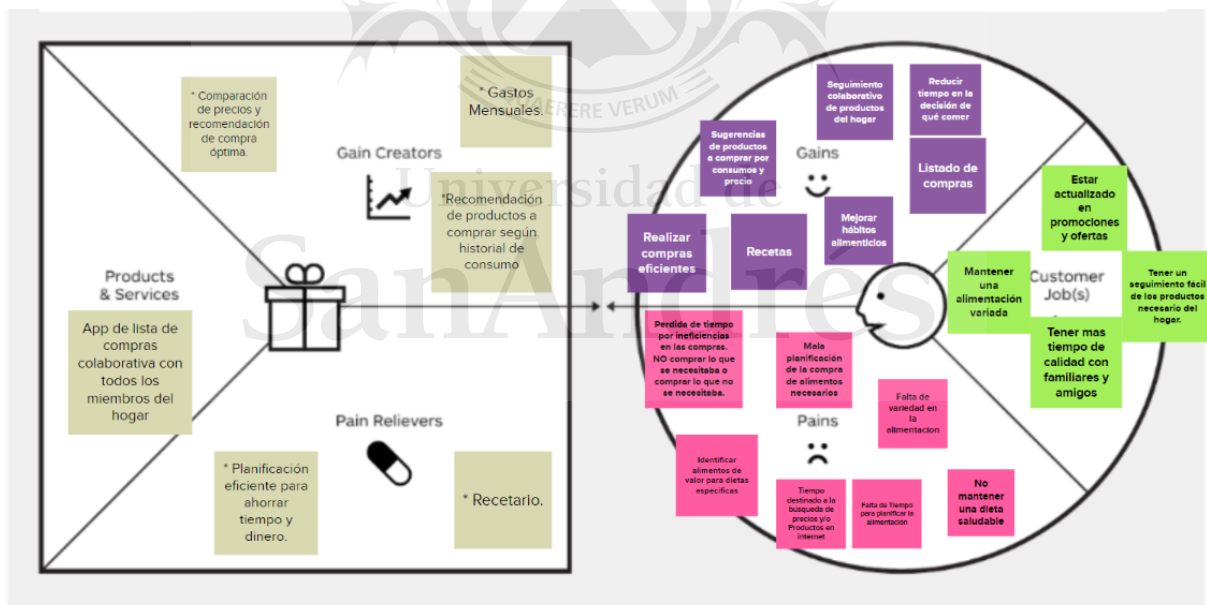 QUAERERE VERUM
Universidad de
SanAndrés
* Comparación
de precios y
recomendación
de compra
óptima.
* Gastos
Mensuales.
Gain Creators
*Recomendación
de productos a
comprar según
historial de
consumo
Products
& Services
App de lista de
compras
colaborativa con
todos los
miembros del
hogar
Pain Relievers
* Planificación
eficiente para
ahorrar
tiempo y
dinero.
* Recetario.
Seguimiento
colaborativo
de productos
del hogar
Reducir
tiempo en la
decisión de
qué comer
Sugerencias
de productos
a comprar por
consumos y
precio
Gains
Listado de
compras
Realizar
compras
eficientes
Recetas
Mejorar
hábitos
alimenticios
Estar
actualizado
en
promociones
y ofertas
Mantener
una
alimentación
variada
Customer
Job(s)
Tener un
seguimiento fácil
de los productos
necesario del
hogar.
Tener mas
tiempo de
calidad con
familiares y
amigos
Perdida de tiempo
por ineficiencias
en las compras.
NO comprar lo que
se necesitaba o
comprar lo que no
se necesitaba.
Mala
planificación
de la compra
de alimentos
necesarios
Falta de
variedad en
la
alimentacion
Pains
Identificar
alimentos de
valor para dietas
especificas
Tiempo
destinado a la
busqueda de
precios y/o
Productos en
internet
Falta de Tiempo
para planificar la
alimentación
No
mantener
una dieta
saludable